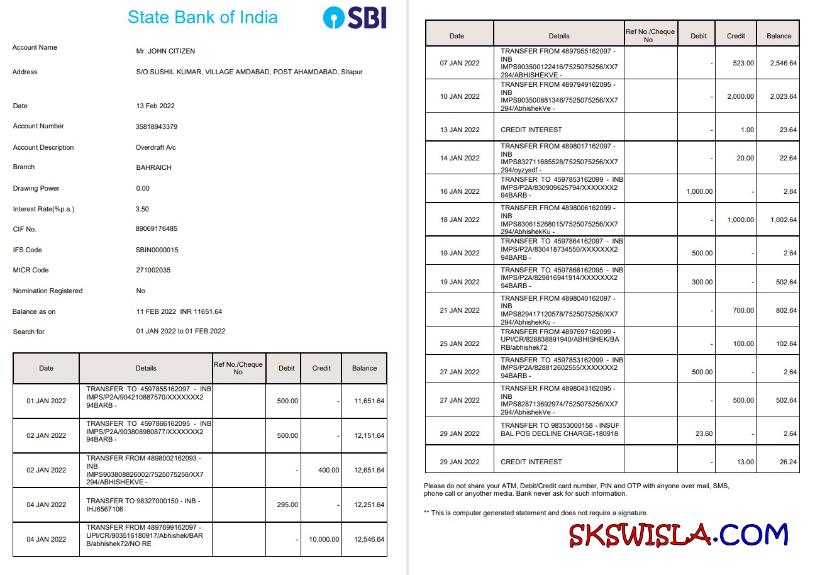 State Bank of India
SBI
Account Name Mr. JOHN CITIZEN
Address S/O SUSHIL KUMAR, VILLAGE AMDABAD, POST AHAMDABAD, Sitapur
Date 13 Feb 2022
Account Number 35818943379
Account Description Overdraft A/c
Branch BAHRAICH
Drawing Power 0.00
Interest Rate(%p.a.) 3.50
CIF No. 89069176485
IFS Code SBIN0000015
MICR Code 271002035
Nomination Registered No
Balance as on 11 FEB 2022 INR 11651.64
Search for 01 JAN 2022 to 01 FEB 2022
Date Details Ref No./Cheque No Debit Credit Balance
TRANSFER TO 4597855162097 - INB
01 JAN 2022 IMPS/P2A/904210887570/XXXXXXX2 500.00 - 11,651.64
94BARB -
TRANSFER TO 4597866162095 - INB
02 JAN 2022 IMPS/P2A/903808980877/XXXXXXX2 500.00 - 12,151.64
94BARB -
TRANSFER FROM 4898002162093 -
INB
02 JAN 2022 IMPS903808826002/7525075256/XX7 - 400.00 12,651.64
294/ABHISHEKVE -
TRANSFER TO 98327000150 - INB -
04 JAN 2022 IHJ6567106 295.00 - 12,251.64
TRANSFER FROM 4897699162097 -
04 JAN 2022 UPI/CR/903516180917/Abhishek/BAR - 10,000.00 12,546.64
B/abhishek72/NO RE
Date Details Ref No./Cheque No Debit Credit Balance
TRANSFER FROM 4897955162097 -
INB
07 JAN 2022 IMPS903500122416/7525075256/XX7 - 523.00 2,546.64
294/ABHISHEKVE -
TRANSFER FROM 4897949162095 -
INB
10 JAN 2022 IMPS903500881346/7525075256/XX7 - 2,000.00 2,023.64
294/AbhishekVe -
13 JAN 2022 CREDIT INTEREST - 1.00 23.64
TRANSFER FROM 4898017162097 -
INB
14 JAN 2022 IMPS832711685528/7525075256/XX7 - 20.00 22.64
294/oyzyadf -
TRANSFER TO 4597853162099 - INB
16 JAN 2022 IMPS/P2A/830909625794/XXXXXXX2 1,000.00 - 2.64
94BARB -
TRANSFER FROM 4898006162099 -
INB
18 JAN 2022 IMPS830615268015/7525075256/XX7 - 1,000.00 1,002.64
294/AbhishekKu -
TRANSFER TO 4597864162097 - INB
19 JAN 2022 IMPS/P2A/830418734550/XXXXXXX2 500.00 - 2.64
94BARB -
TRANSFER TO 4597866162095 - INB
19 JAN 2022 IMPS/P2A/829816941914/XXXXXXX2 300.00 - 502.64
94BARB -
TRANSFER FROM 4898040162097 -
INB
21 JAN 2022 IMPS829417120578/7525075256/XX7 - 700.00 802.64
294/AbhishekKu -
TRANSFER FROM 4897697162099 -
25 JAN 2022 UPI/CR/828838891940/ABHISHEK/BA - 100.00 102.64
RB/abhishek72
TRANSFER TO 4597853162099 - INB
27 JAN 2022 IMPS/P2A/828812602555/XXXXXXX2 500.00 - 2.64
94BARB -
TRANSFER FROM 4898043162095 -
INB
27 JAN 2022 IMPS828713692974/7525075256/XX7 - 500.00 502.64
294/AbhishekVe -
TRANSFER TO 98353000158 - INSUF
29 JAN 2022 BAL POS DECLINE CHARGE-180918 23.60 - 2.64
29 JAN 2022 CREDIT INTEREST - 13.00 26.24
Please do not share your ATM, Debit/Credit card number, PIN and OTP with anyone over mail, SMS,
phone call or anyother media. Bank never ask for such information.
** This is computer generated statement and does not require a signature.
SKSWISLA.COM